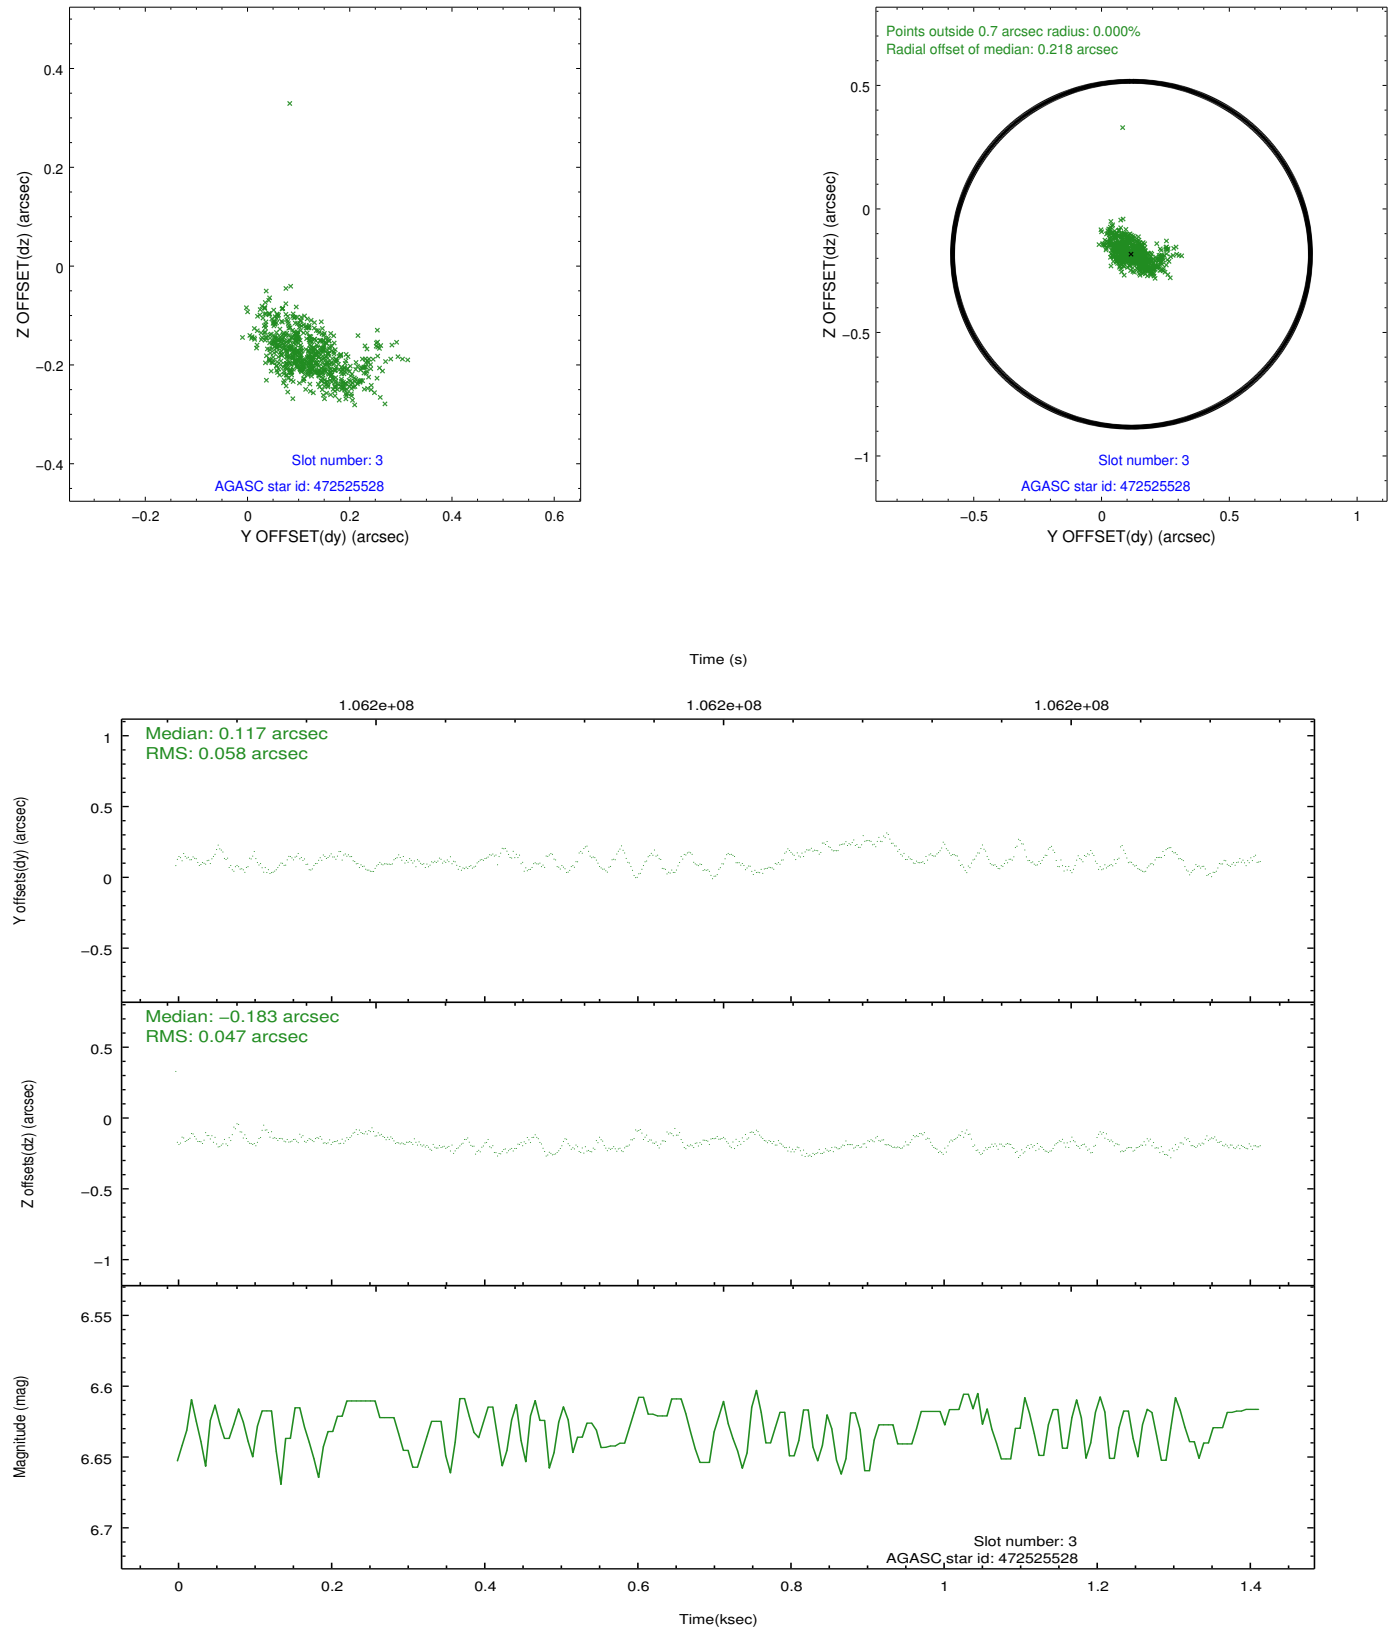 0.4
0.2
0
−0.2
−0.4
Z OFFSET(dz) (arcsec)
Slot number: 3
AGASC star id: 472525528
−0.2 0 0.2 0.4 0.6
Y OFFSET(dy) (arcsec)
Points outside 0.7 arcsec radius: 0.000%
Radial offset of median: 0.218 arcsec
0.5
0
−0.5
−1
Z OFFSET(dz) (arcsec)
Slot number: 3
AGASC star id: 472525528
−0.5 0 0.5 1
Y OFFSET(dy) (arcsec)
Time (s)
1.062e+08 1.062e+08 1.062e+08
Median: 0.117 arcsec
RMS: 0.058 arcsec
1
0.5
0
−0.5
Y offsets(dy) (arcsec)
Median: −0.183 arcsec
RMS: 0.047 arcsec
0.5
0
−0.5
−1
Z offsets(dz) (arcsec)
6.55
6.6
6.65
6.7
Magnitude (mag)
Slot number: 3
AGASC star id: 472525528
0 0.2 0.4 0.6 0.8 1 1.2 1.4
Time(ksec)